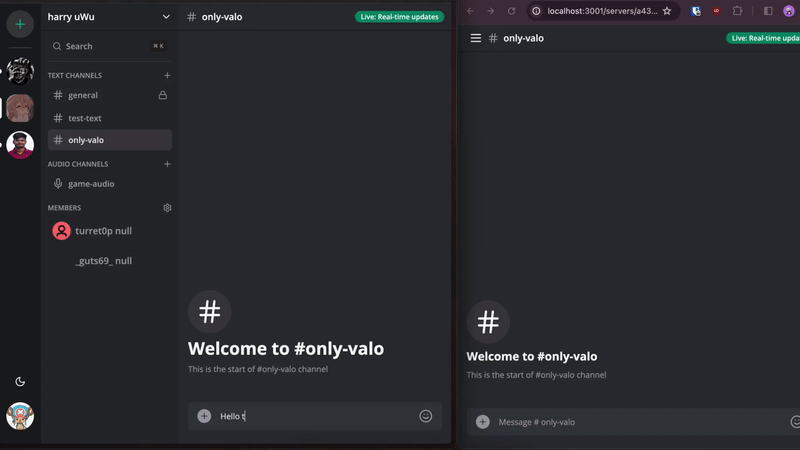 harry uWu
Search
⌘ K
TEXT CHANNELS
general
test-text
only-valo
AUDIO CHANNELS
game-audio
MEMBERS
turret0p null
_guts69_ null
# only-valo
Live: Real-time updates
#
Welcome to #only-valo
This is the start of #only-valo channel
Hello t
localhost:3001/servers/a43...
# only-valo
Live: Real-time upda
#
Welcome to #only-valo
This is the start of #only-valo channel
Message # only-valo